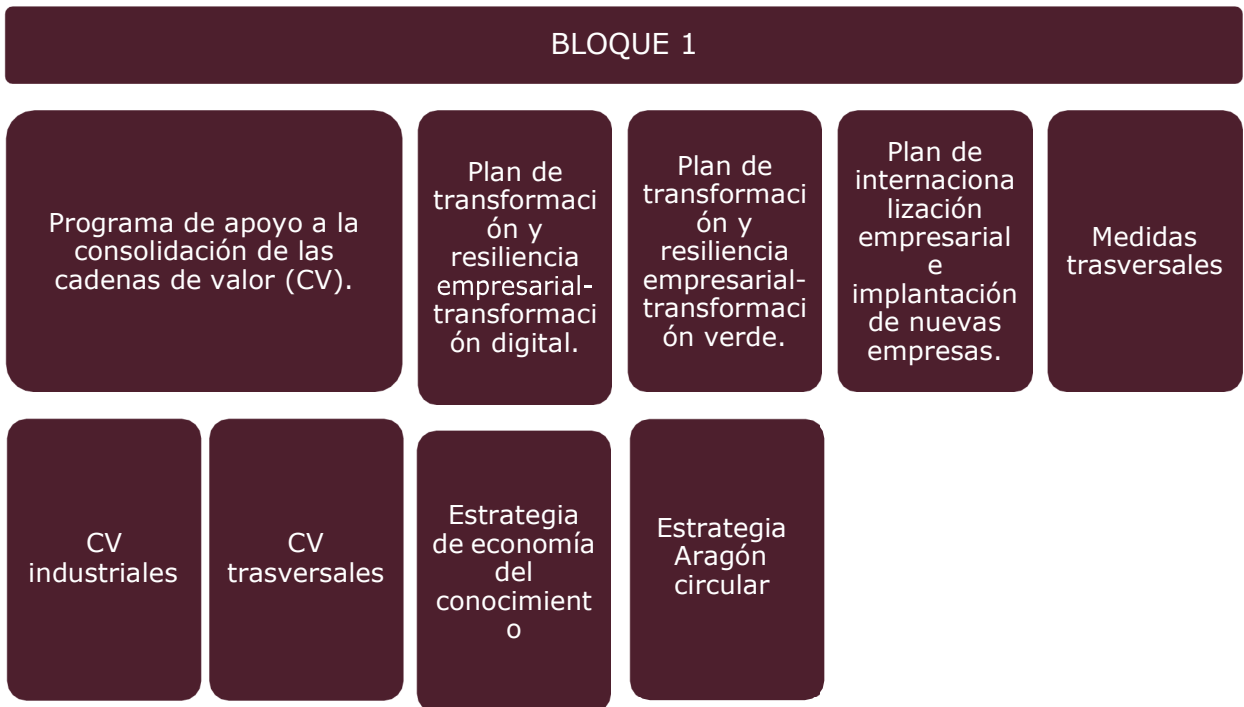 BLOQUE 1
Programa de apoyo a la
consolidación de las
cadenas de valor (CV).
Plan de
transformaci
ón y
resiliencia
empresarial-
transformaci
ón digital.
Plan de
transformaci
ón y
resiliencia
empresarial-
transformaci
ón verde.
Plan de
internaciona
lización
empresarial
e
implantación
de nuevas
empresas.
Medidas
trasversales
CV
industriales
CV
trasversales
Estrategia
de economía
del
conocimient
o
Estrategia
Aragón
circular